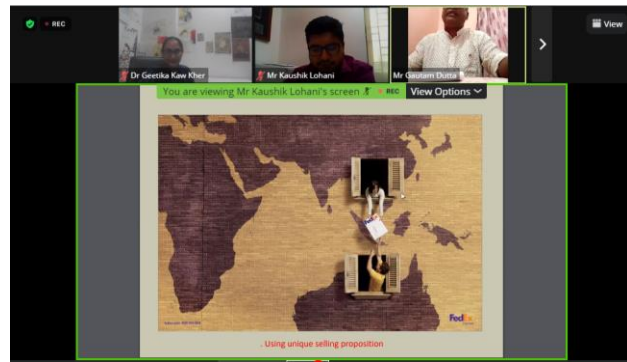 REC
View
Dr Geetika Kaw Kher
Mr Kaushik Lohani
Mr Gautam Dutta
You are viewing Mr Kaushik Lohani's screen
REC
View Options
FedEx
. Using unique selling proposition